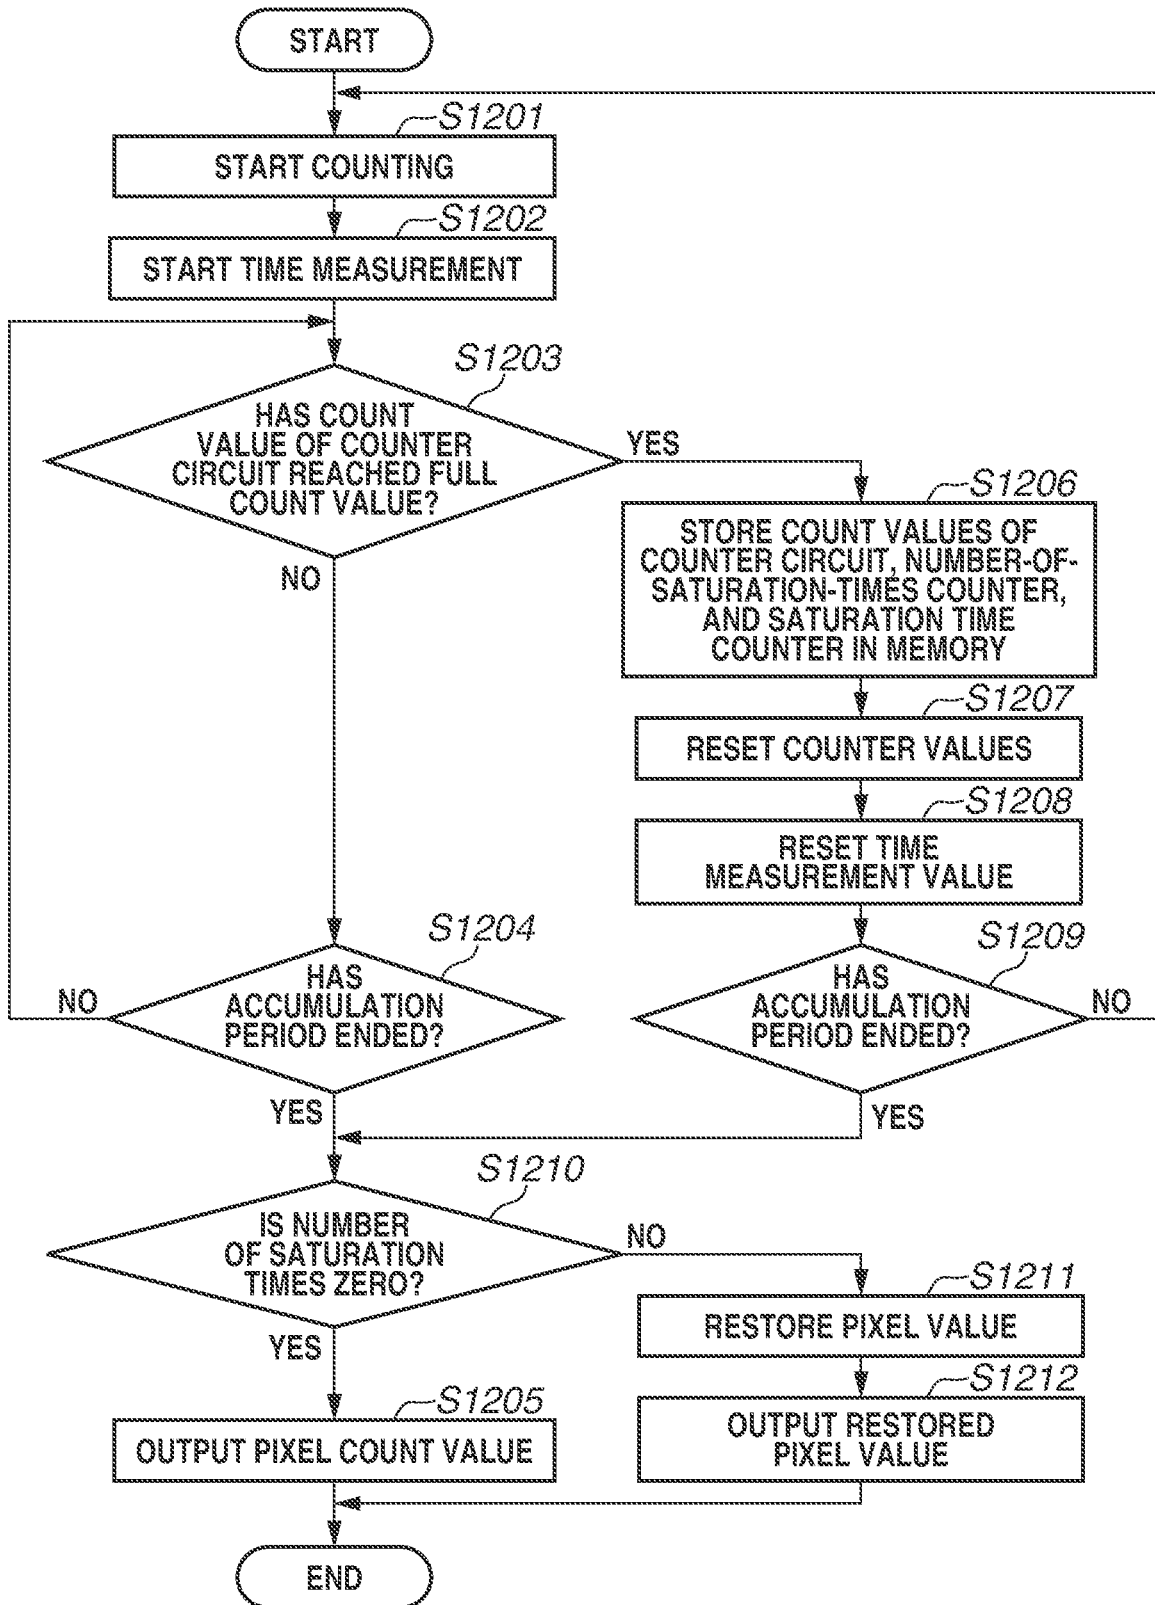 START
S1201
START COUNTING
S1202
START TIME MEASUREMENT
S1203
HAS COUNT
VALUE OF COUNTER
CIRCUIT REACHED FULL
COUNT VALUE?
YES
NO
S1206
STORE COUNT VALUES OF
COUNTER CIRCUIT, NUMBER-OF-
SATURATION-TIMES COUNTER,
AND SATURATION TIME
COUNTER IN MEMORY
S1207
RESET COUNTER VALUES
S1208
RESET TIME
MEASUREMENT VALUE
S1204
HAS
ACCUMULATION
PERIOD ENDED?
NO
YES
S1209
HAS
ACCUMULATION
PERIOD ENDED?
NO
YES
S1210
IS NUMBER
OF SATURATION
TIMES ZERO?
NO
YES
S1211
RESTORE PIXEL VALUE
S1205
OUTPUT PIXEL COUNT VALUE
S1212
OUTPUT RESTORED
PIXEL VALUE
END